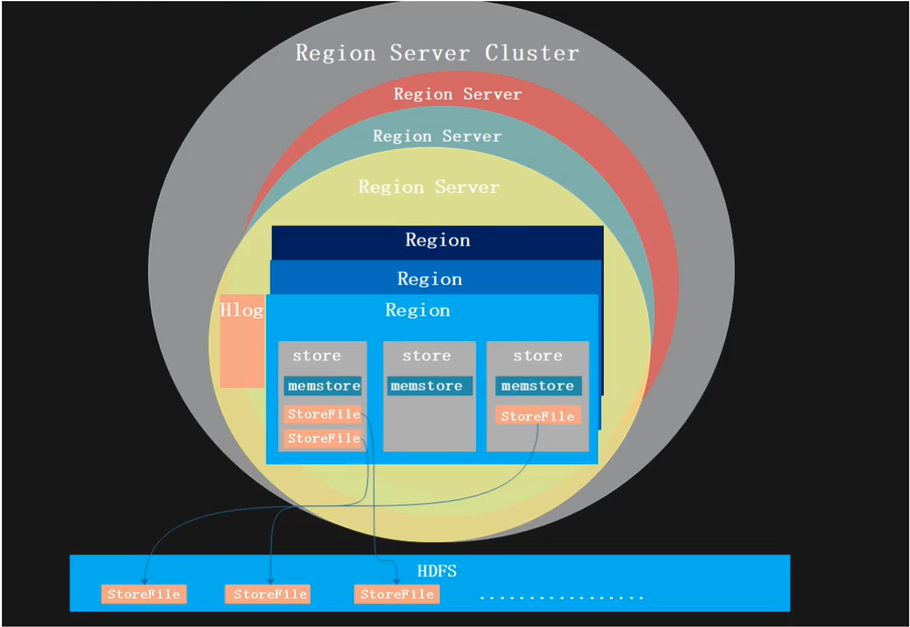 Region Server Cluster
Region Server
Region Server
Region Server
Region
Region
Hlog
Region
store
store
store
memstore
memstore
memstore
StoreFile
StoreFile
StoreFile
HDFS
StoreFile
StoreFile
StoreFile
.................